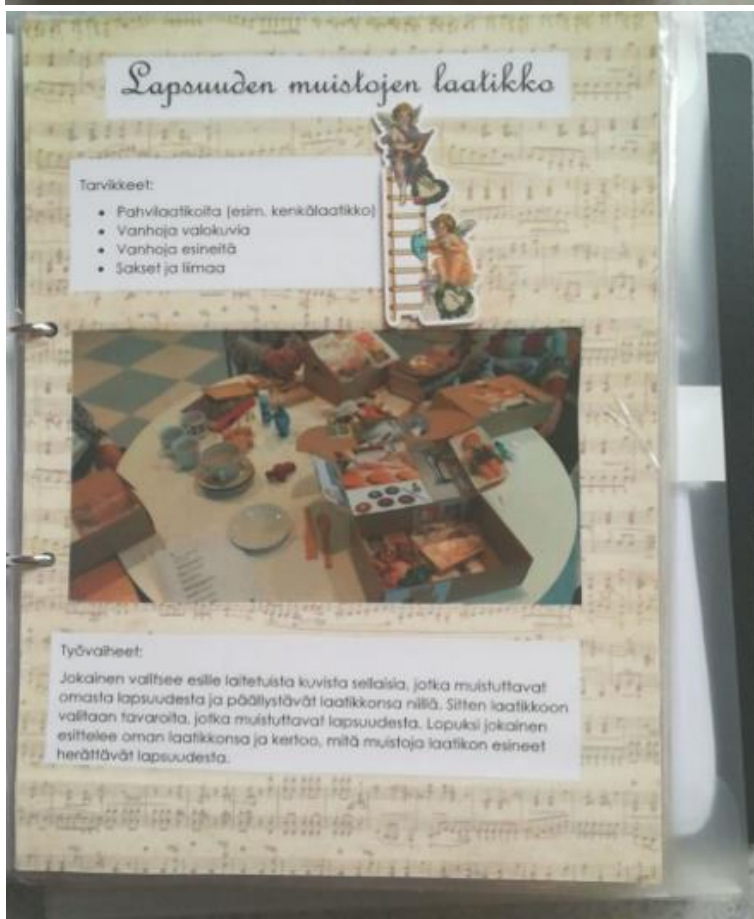 Lapsuuden muistojen laatikko
Tarvikkeet:
• Pahvilaatikoita (esim. kenkälaatikko)
• Vanhoja valokuvia
• Vanhoja esineitä
• Sakset ja liimaa
Työvaiheet:
Jokainen valitsee esille laitetuista kuvista sellaisia, jotka muistuttavat
omasta lapsuudesta ja päällystävät laatikkonsa niillä. Sitten laatikkoon
valitaan tavaroita, jotka muistuttavat lapsuudesta. Lopuksi jokainen
esittelee oman laatikkonsa ja kertoo, mitä muistoja laatikon esineet
herättävät lapsuudesta.